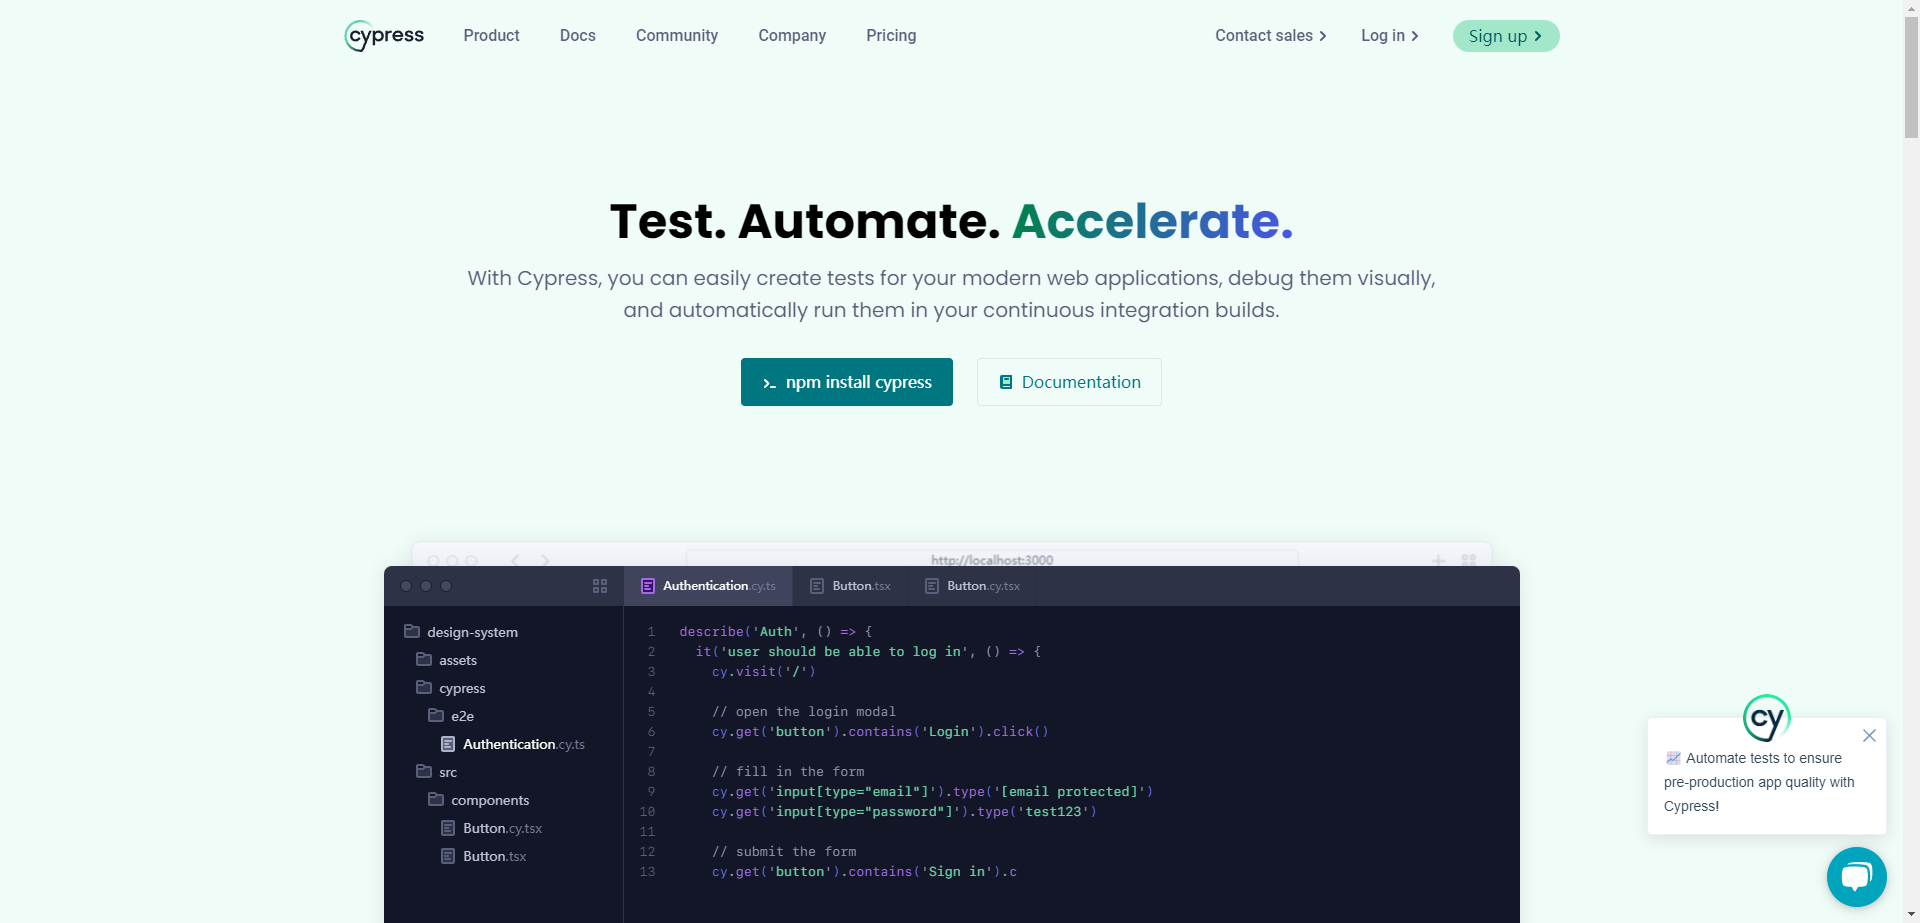 cypress Product Docs Community Company Pricing Contact sales Log in Sign up
Test. Automate. Accelerate.
With Cypress, you can easily create tests for your modern web applications, debug them visually,
and automatically run them in your continuous integration builds.
npm install cypress Documentation
http://localhost:3000
Authentication.cy.ts Button.tsx Button.cy.tsx
design-system
assets
cypress
e2e
Authentication.cy.ts
src
components
Button.cy.tsx
Button.tsx
1 describe('Auth', () => {
2 it('user should be able to log in', () => {
3 cy.visit('/')
4
5 // open the login modal
6 cy.get('button').contains('Login').click()
7
8 // fill in the form
9 cy.get('input[type="email"]').type('[email protected]')
10 cy.get('input[type="password"]').type('test123')
11
12 // submit the form
13 cy.get('button').contains('Sign in').c
cy
📈 Automate tests to ensure
pre-production app quality with
Cypress!